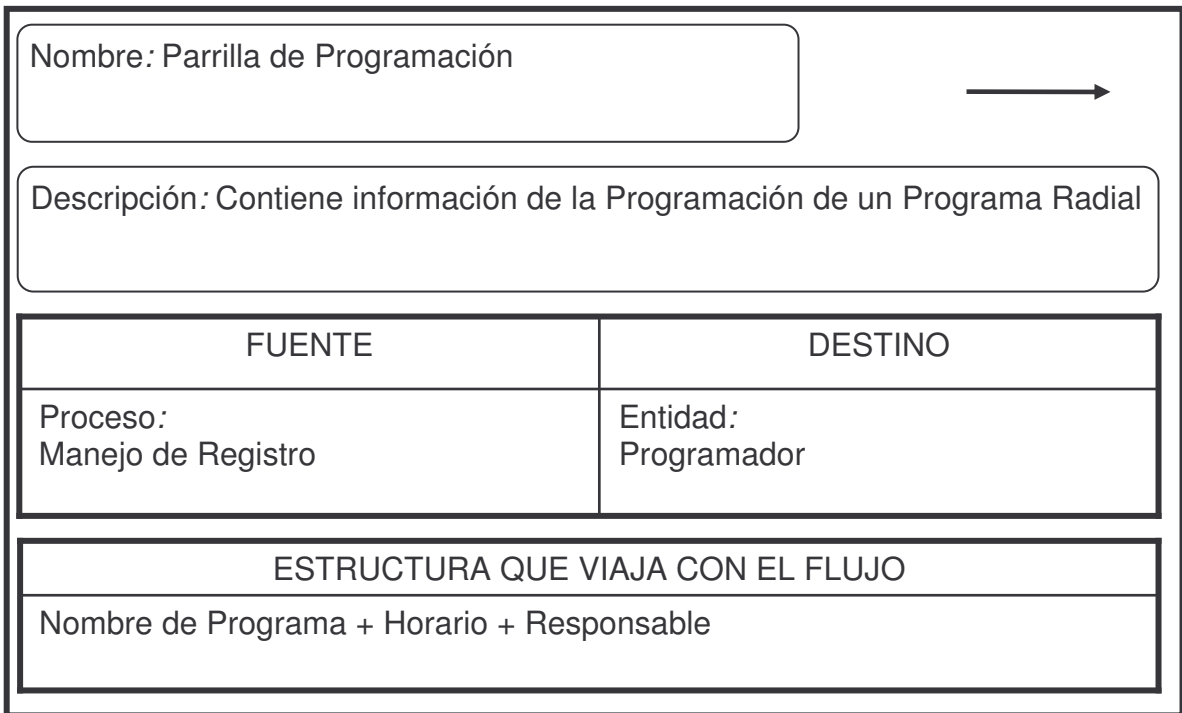 Nombre: Parrilla de Programación
Descripción: Contiene información de la Programación de un Programa Radial
FUENTE
DESTINO
Proceso:
Manejo de Registro
Entidad:
Programador
ESTRUCTURA QUE VIAJA CON EL FLUJO
Nombre de Programa + Horario + Responsable